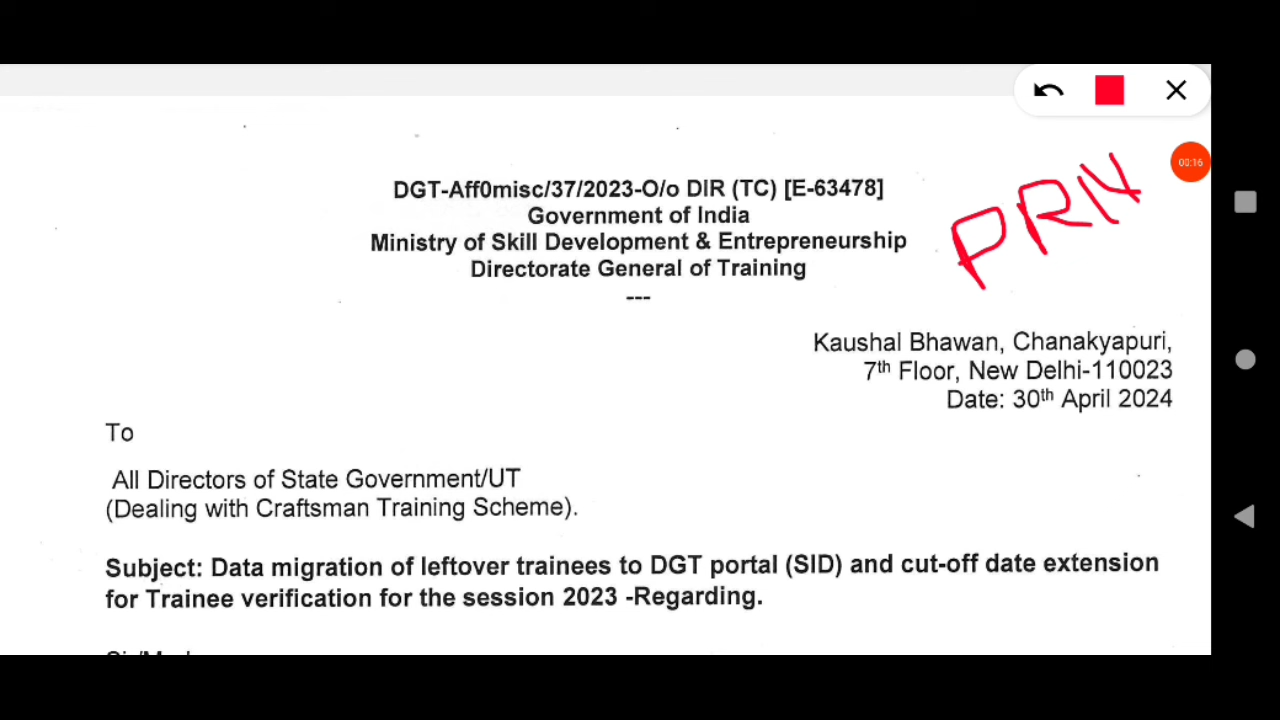 00:16
PRIN
DGT-Aff0misc/37/2023-O/o DIR (TC) [E-63478]
Government of India
Ministry of Skill Development & Entrepreneurship
Directorate General of Training
---
Kaushal Bhawan, Chanakyapuri,
7th Floor, New Delhi-110023
Date: 30th April 2024
To
All Directors of State Government/UT
(Dealing with Craftsman Training Scheme).
Subject: Data migration of leftover trainees to DGT portal (SID) and cut-off date extension
for Trainee verification for the session 2023 -Regarding.